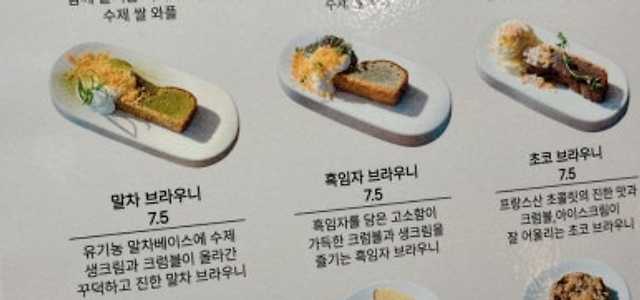 수제 쌀 와플
수제
말차 브라우니
7.5
유기농 말차베이스에 수제
생크림과 크럼블이 올라간
꾸덕하고 진한 말차 브라우니
흑임자 브라우니
7.5
흑임자를 담은 고소함이
가득한 크럼블과 생크림을
즐기는 흑임자 브라우니
초코 브라우니
7.5
프랑스산 초콜릿의 진한 맛과
크럼블,아이스크림이
잘 어울리는 초코 브라우니